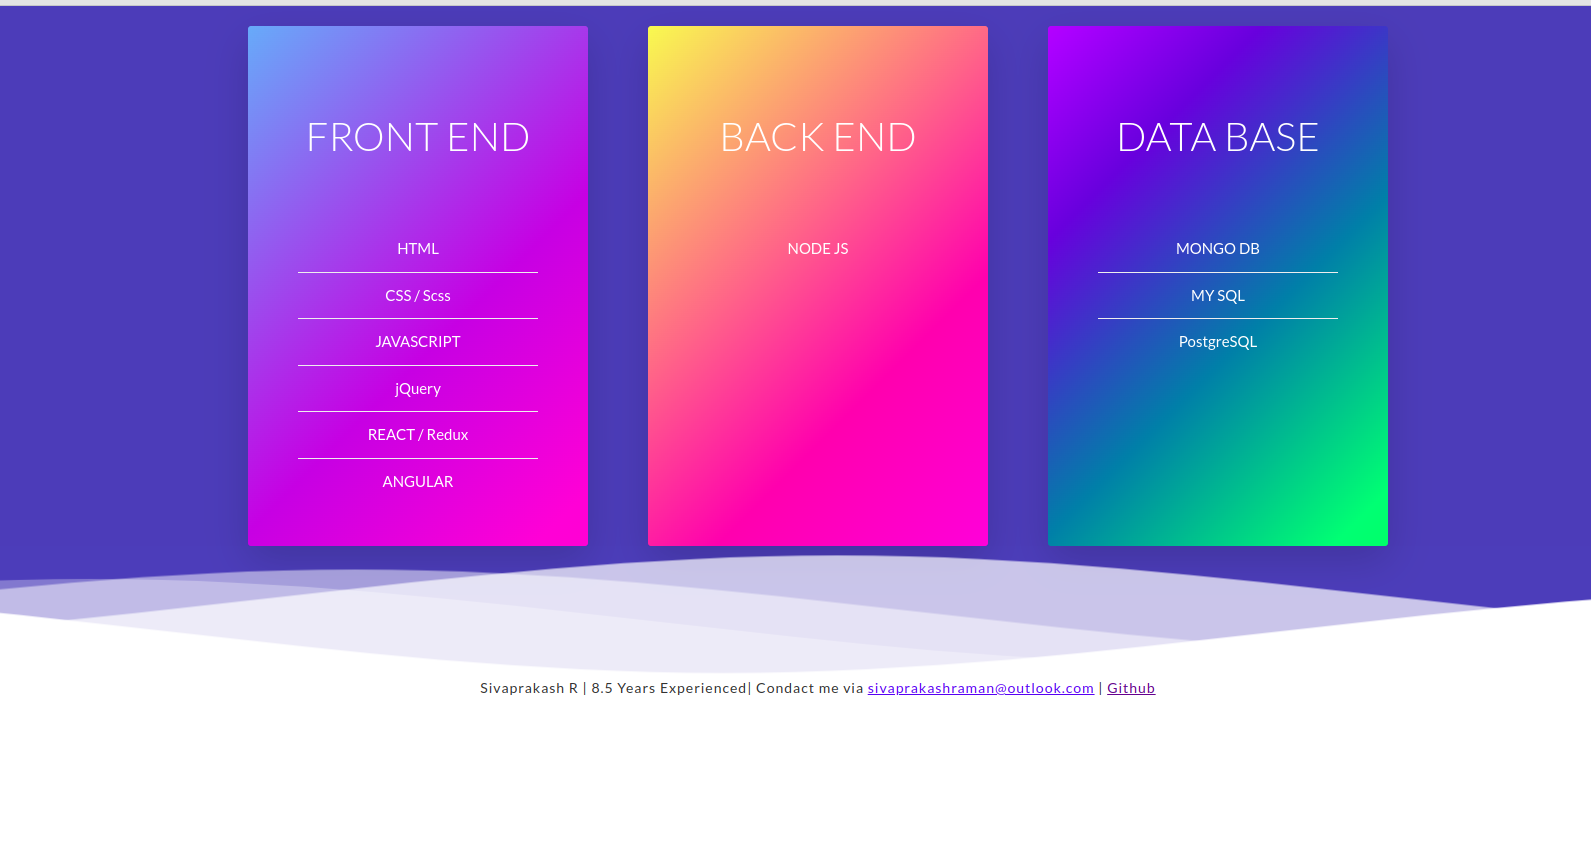 FRONT END
HTML
CSS / Scss
JAVASCRIPT
jQuery
REACT / Redux
ANGULAR
BACK END
NODE JS
DATA BASE
MONGO DB
MY SQL
PostgreSQL
Sivaprakash R | 8.5 Years Experienced| Condact me via sivaprakashraman@outlook.com | Github